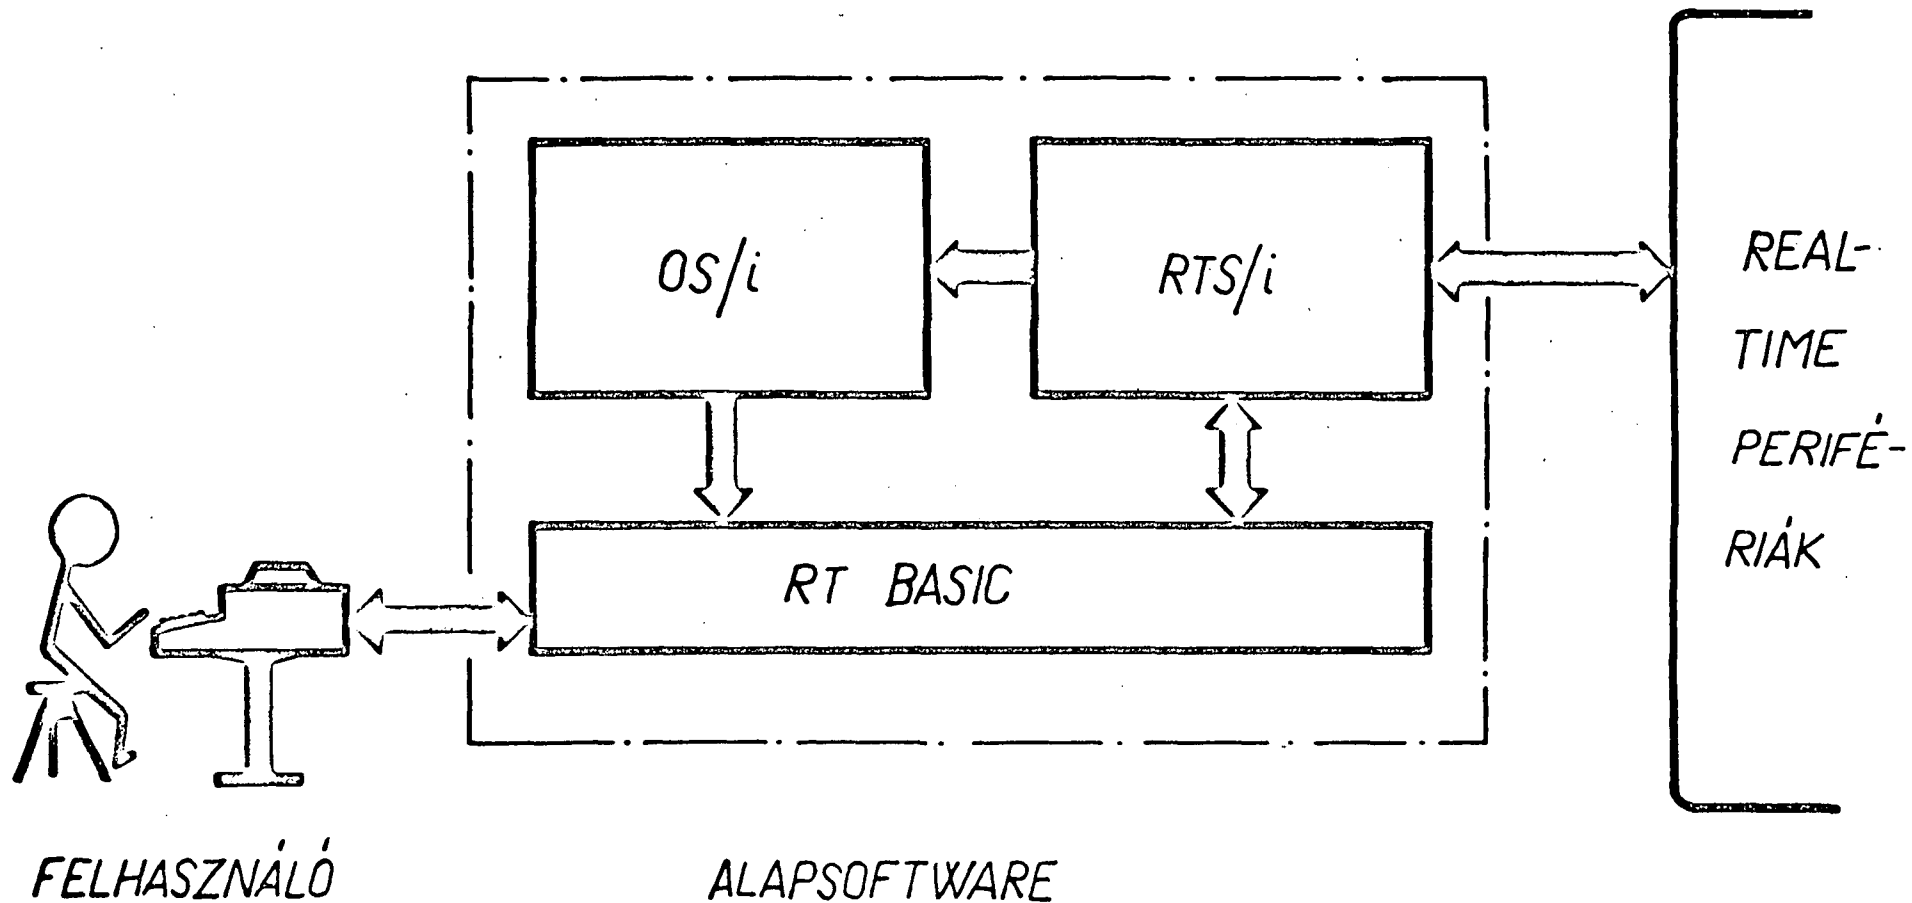 OS/i
RTS/i
RT BASIC
REAL-
TIME
PERIFÉ-
RIÁK
FELHASZNÁLÓ
ALAPSOFTWARE